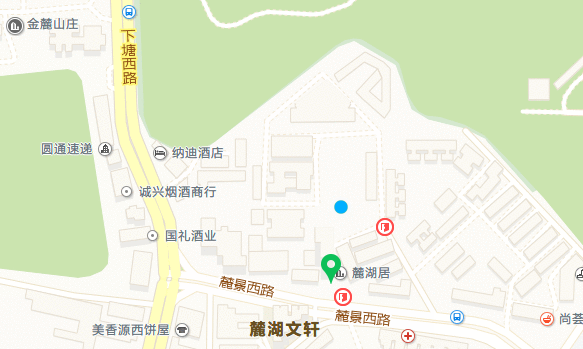 金麓山庄
下塘西路
圆通速递
纳迪酒店
诚兴烟酒商行
国礼酒业
麓湖居
麓景西路
麓景西路
尚荟
美香源西饼屋
麓湖文轩